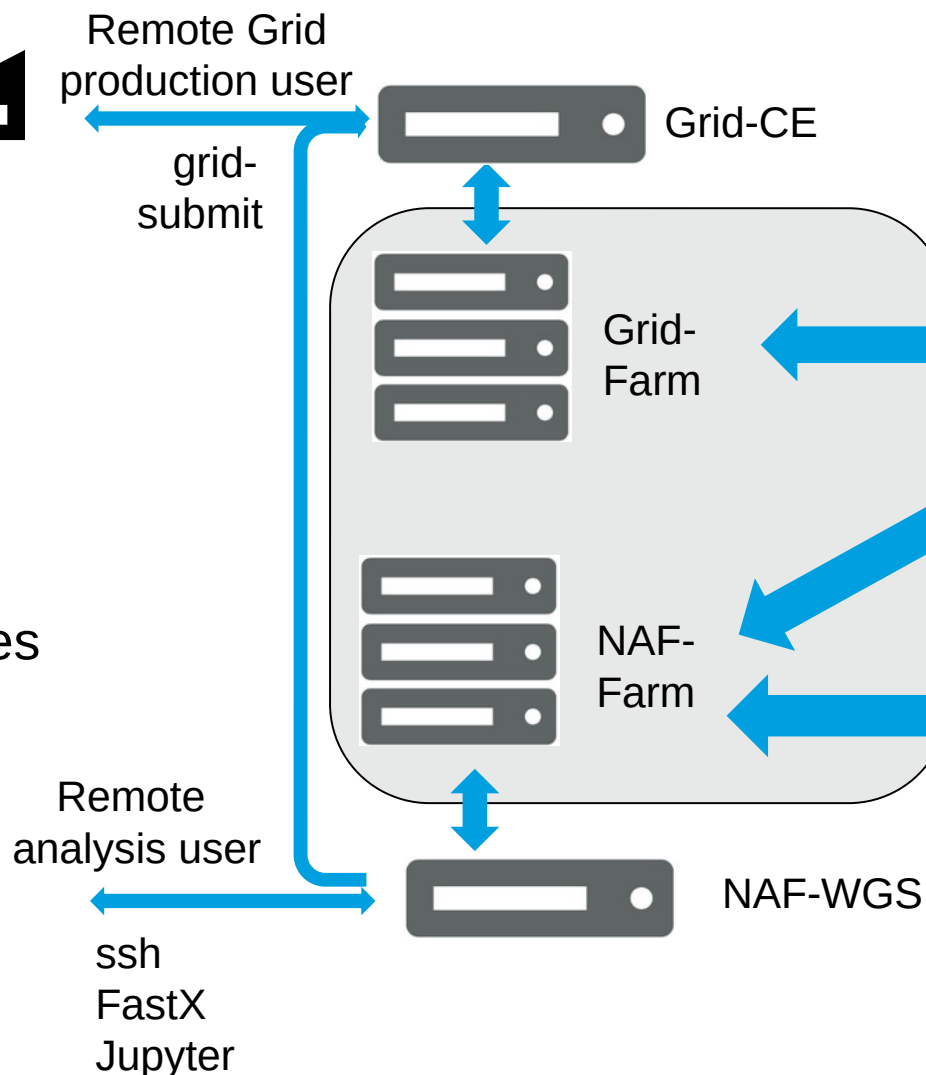 Remote Grid
production user
Grid-CE
grid-
submit
Grid-
Farm
NAF-
Farm
Remote
analysis user
NAF-WGS
ssh
FastX
Jupyter